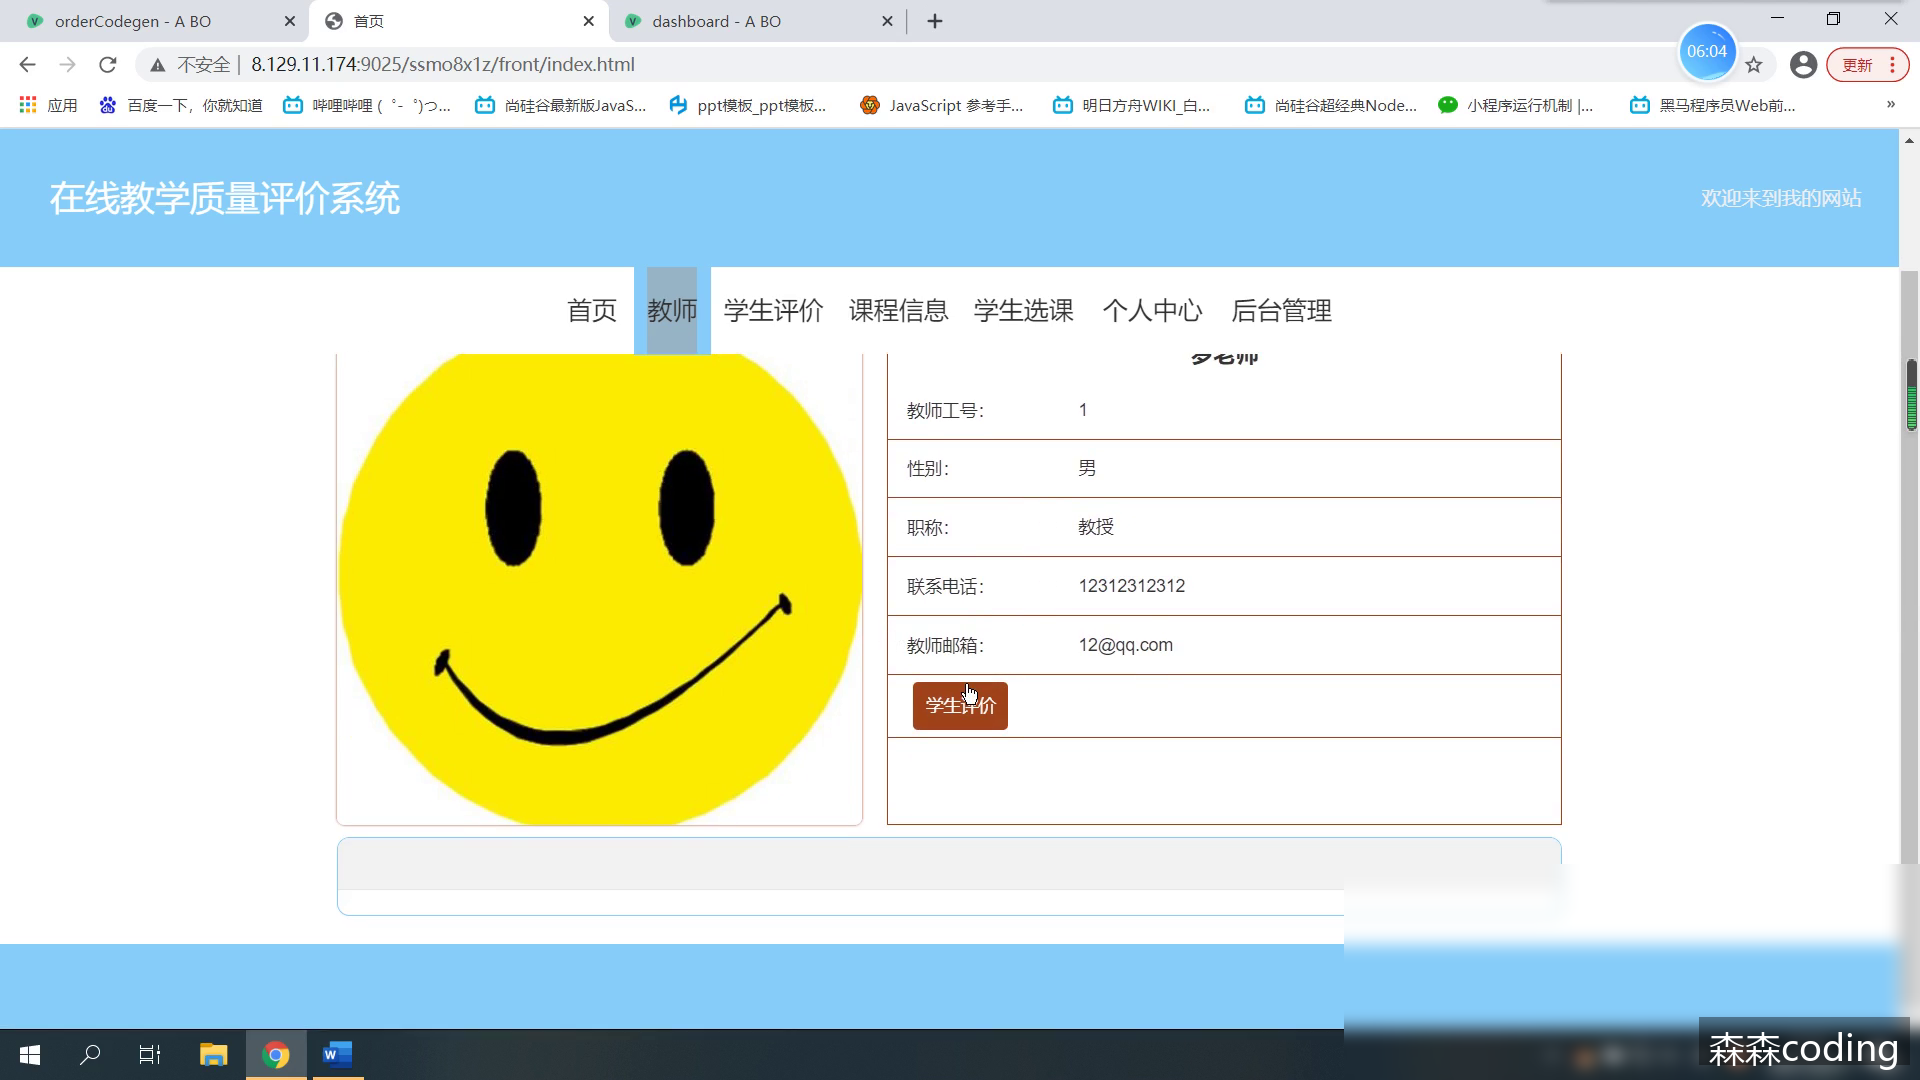 orderCodegen - A BO
首页
dashboard - A BO
不安全
8.129.11.174:9025/ssmo8x1z/front/index.html
06:04
更新
应用
百度一下，你就知道
哔哩哔哩 (゜-゜)つ...
尚硅谷最新版JavaS...
ppt模板_ppt模板...
JavaScript 参考手...
明日方舟WIKI_白...
尚硅谷超经典Node...
小程序运行机制 |...
黑马程序员Web前...
»
在线教学质量评价系统
欢迎来到我的网站
首页 教师 学生评价 课程信息 学生选课 个人中心 后台管理
教师工号： 1
性别： 男
职称： 教授
联系电话： 12312312312
教师邮箱： 12@qq.com
学生评价
森森coding